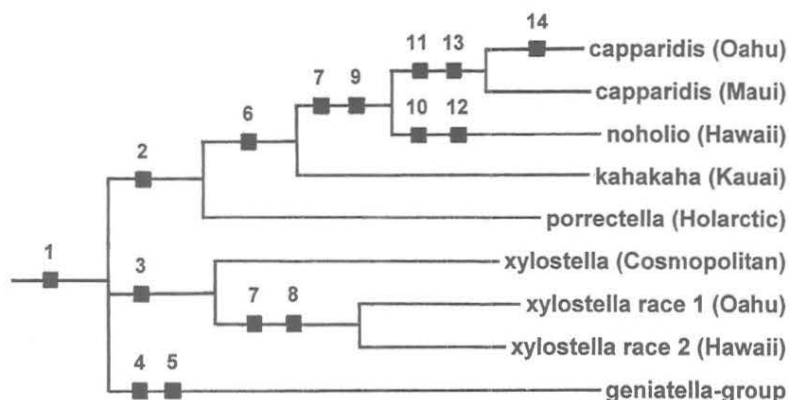 14
11 13
capparidis (Oahu)
7 9
capparidis (Maui)
10 12
6
noholio (Hawaii)
2
kahakaha (Kauai)
porrectella (Holarctic)
1
3
xylostella (Cosmopolitan)
7 8
xylostella race 1 (Oahu)
xylostella race 2 (Hawaii)
4 5
geniatella-group